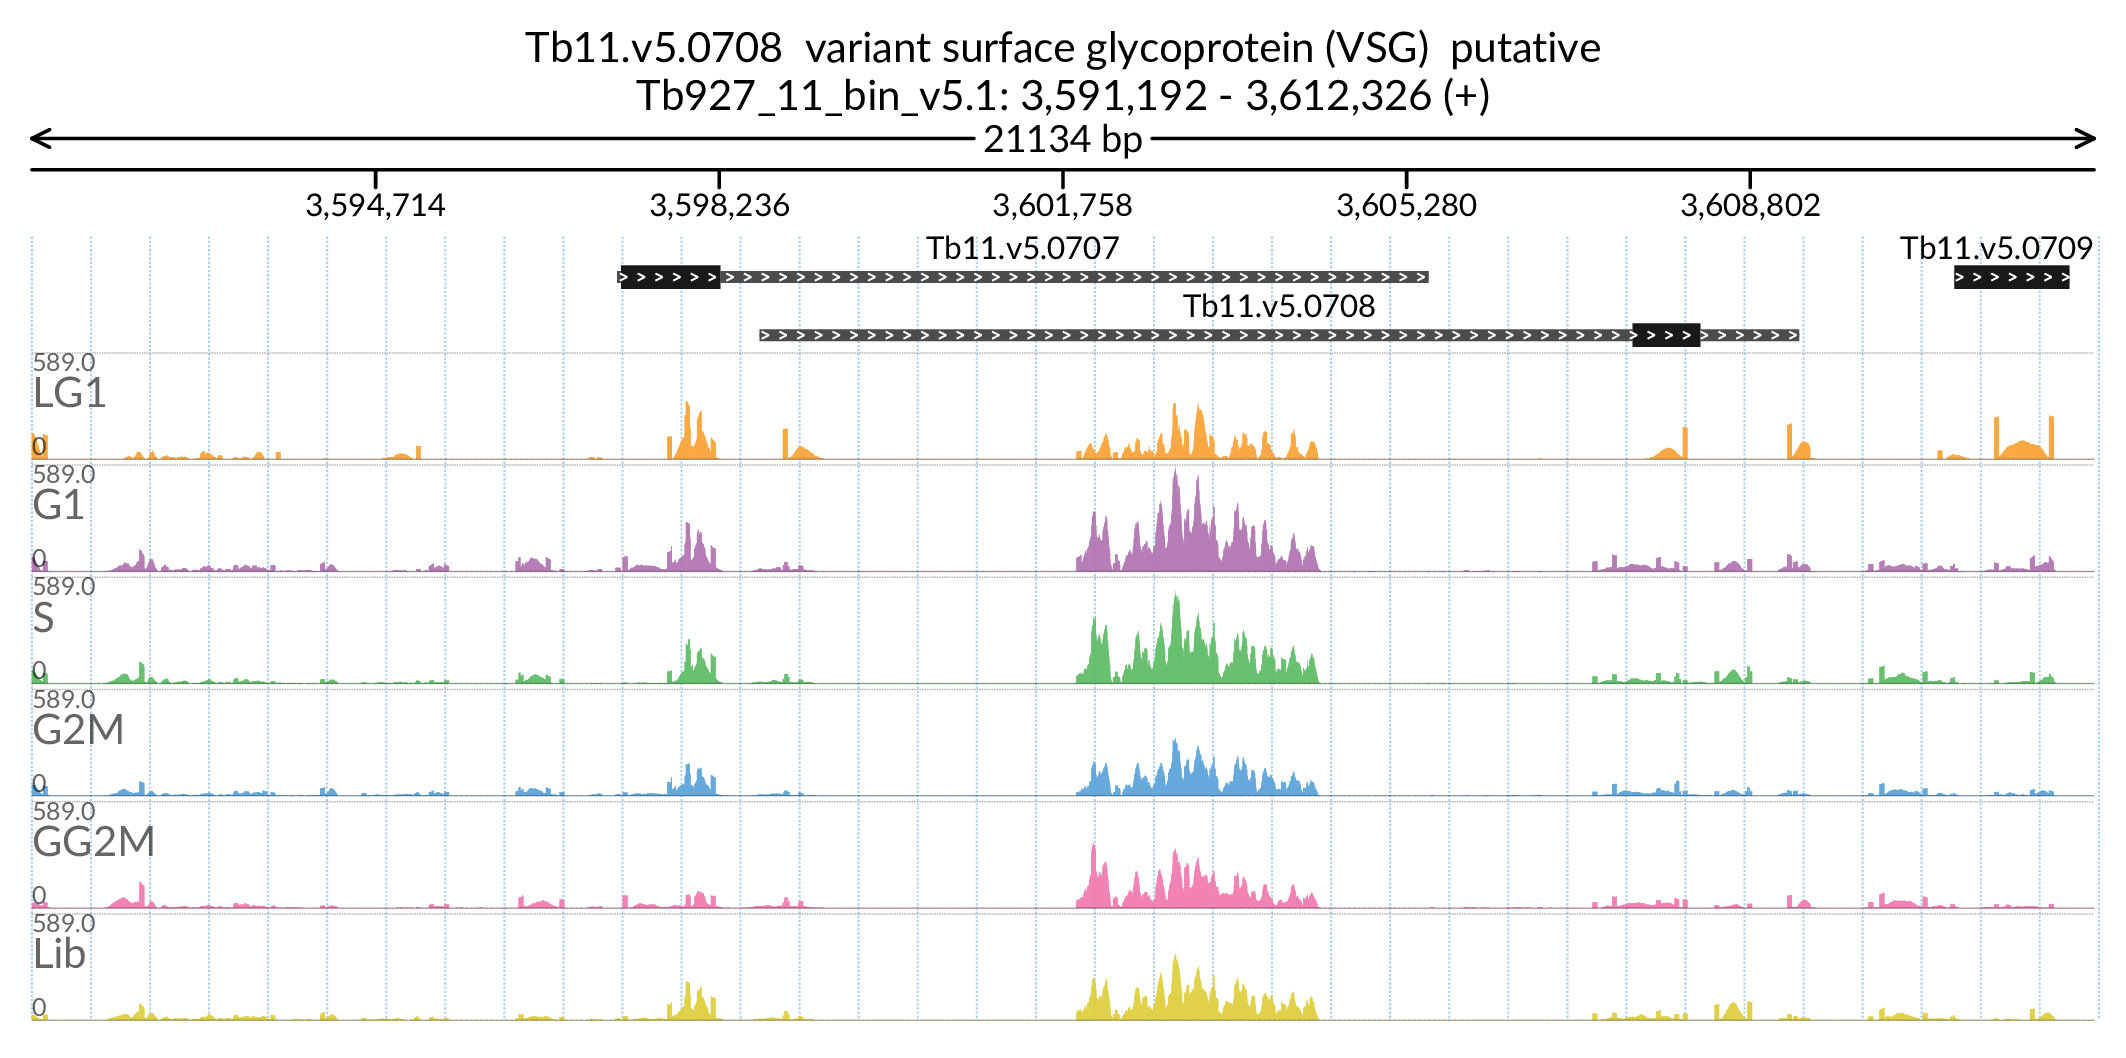 Tb11.v5.0708  variant surface glycoprotein (VSG)  putative
Tb927_11_bin_v5.1: 3,591,192 - 3,612,326 (+)
21134 bp
3,594,714 3,598,236 3,601,758 3,605,280 3,608,802
Tb11.v5.0707 Tb11.v5.0709
Tb11.v5.0708
589.0
LG1
0
589.0
G1
0
589.0
S
0
589.0
G2M
0
589.0
GG2M
0
589.0
Lib
0